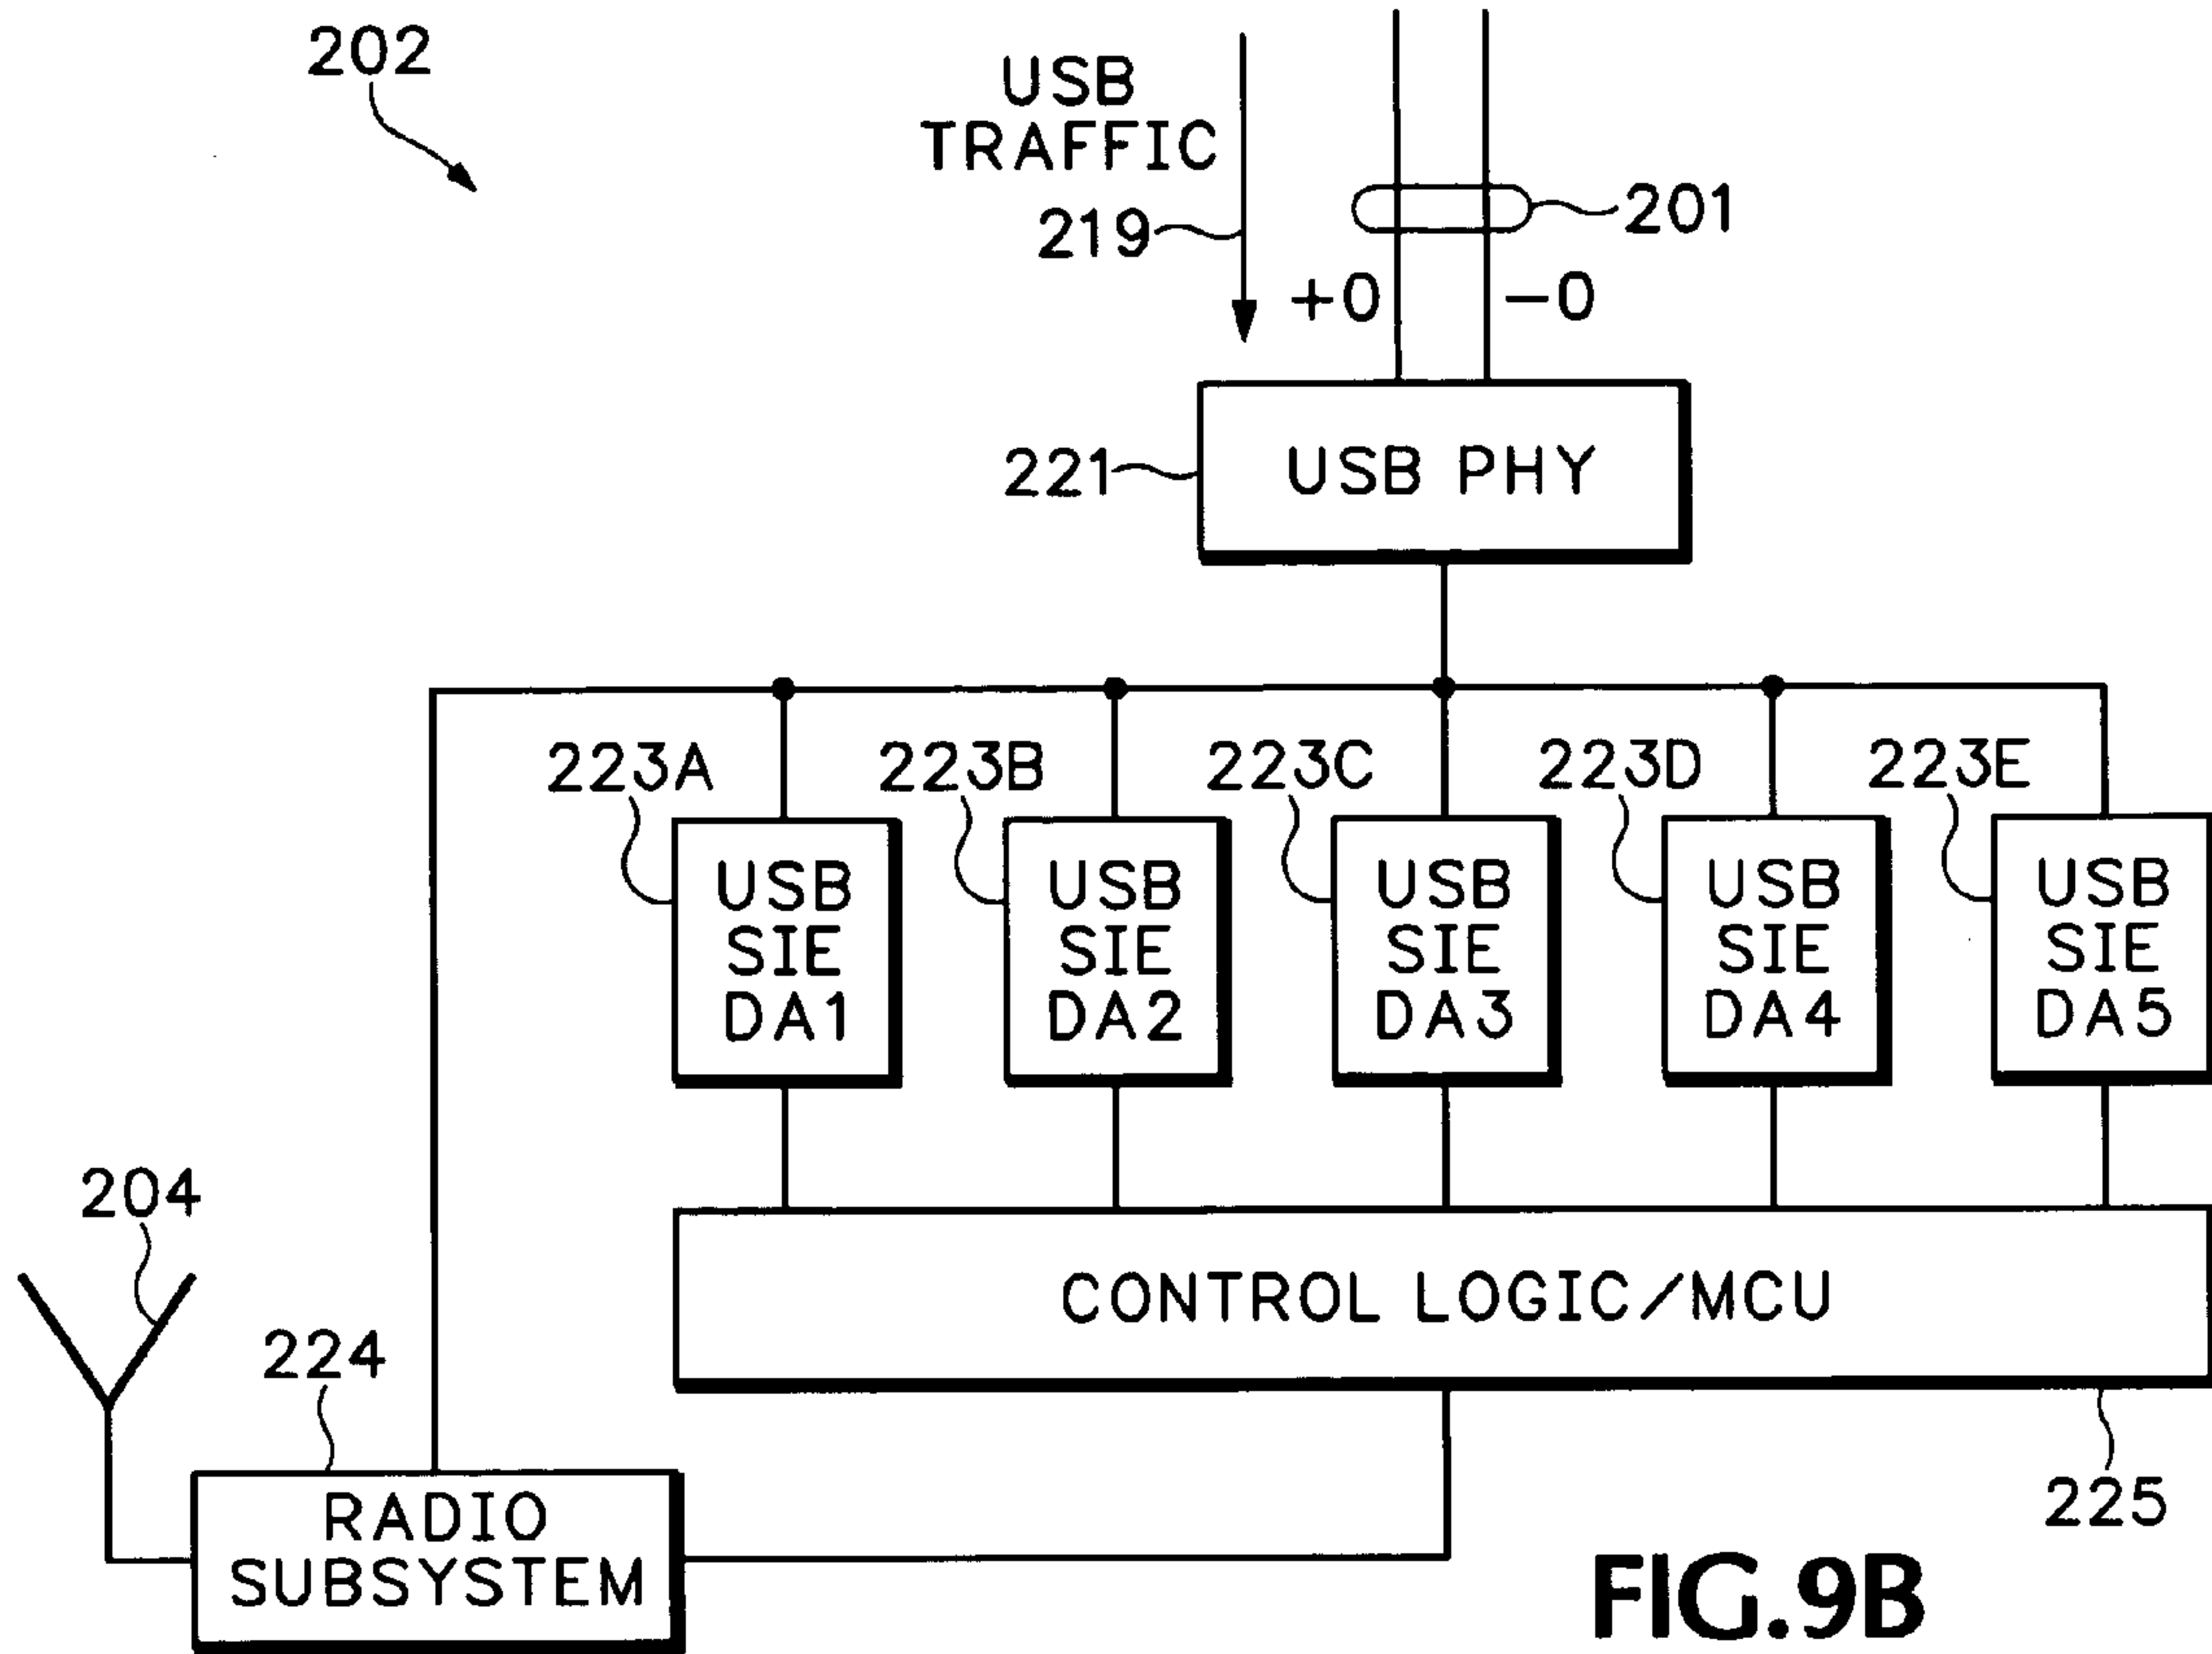 202
USB
TRAFFIC
219
201
+0
−0
221
USB PHY
223A
223B
223C
223D
223E
USB
SIE
DA1
USB
SIE
DA2
USB
SIE
DA3
USB
SIE
DA4
USB
SIE
DA5
204
CONTROL LOGIC/MCU
224
225
RADIO
SUBSYSTEM
FIG.9B